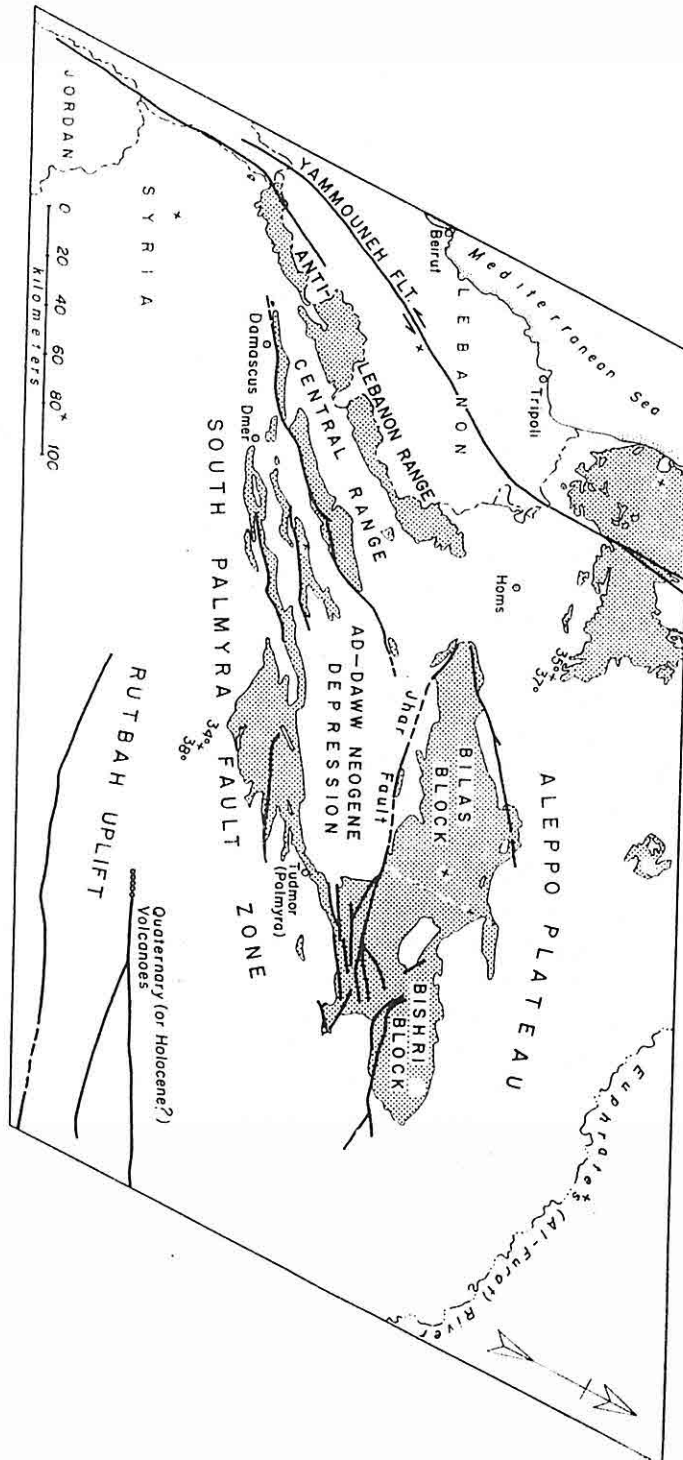 Mediterranean Sea
LEBANON
Beirut
Tripoli
YAMMOUNEH FLT.
ANTI
LEBANON RANGE
CENTRAL RANGE
Homs
35°
37°
ALEPPO PLATEAU
Euphrates (Al-Furat) River
BILAS
BLOCK
BISHRI
BLOCK
Jhar Fault
AD-DAWW NEOGENE
DEPRESSION
Damascus
Dmer
SOUTH PALMYRA FAULT ZONE
Tudmor
(Palmyra)
34°
38°
SYRIA
JORDAN
RUTBAH UPLIFT
Quaternary (or Holocene?)
Volcanoes
0 20 40 60 80 100
kilometers